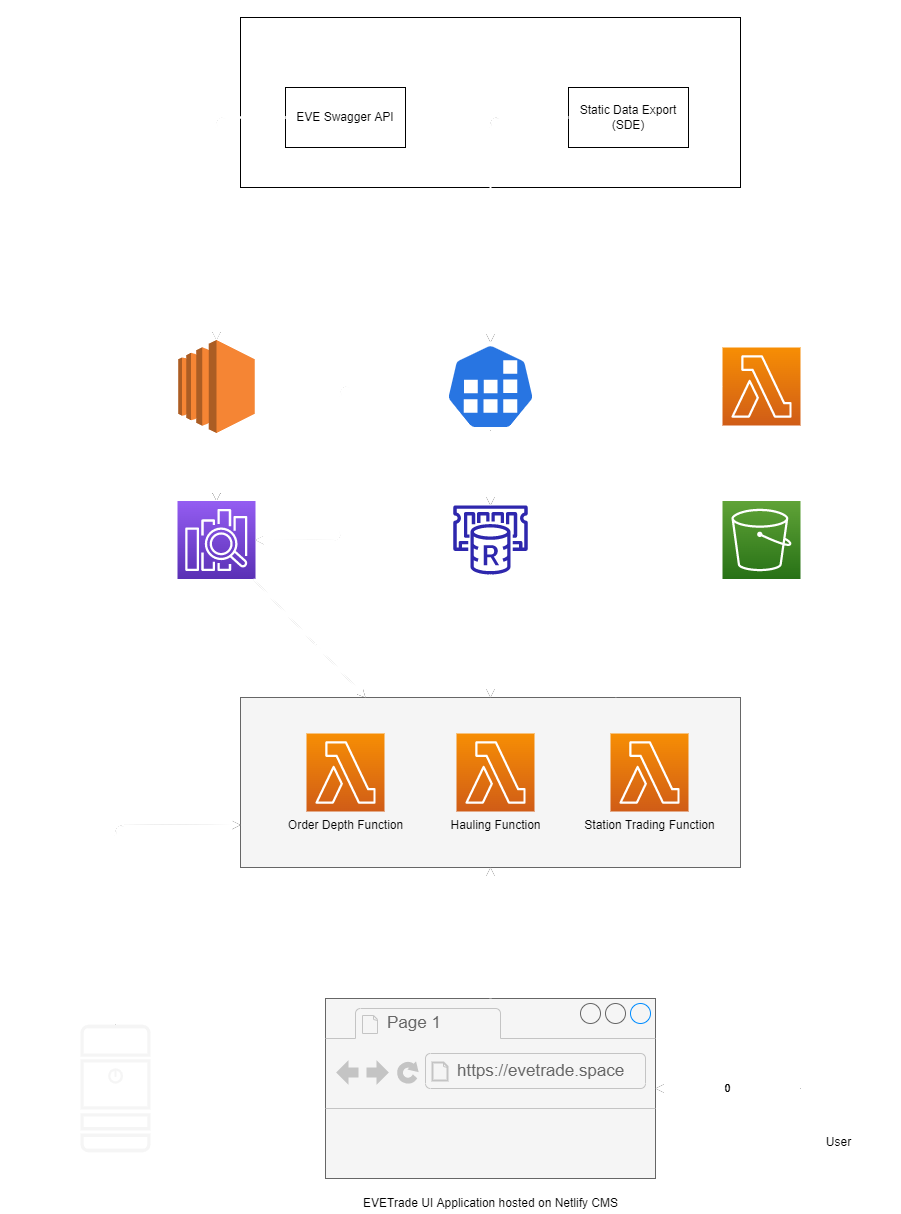 EVE Swagger API
Static Data Export
(SDE)
R
Order Depth Function
Hauling Function
Station Trading Function
Page 1
https://evetrade.space
0
User
EVETrade UI Application hosted on Netlify CMS